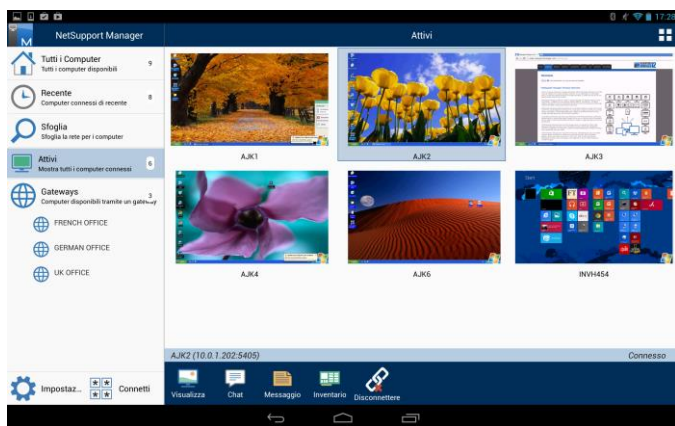 17:28
NetSupport Manager
Attivi
Tutti i Computer
Tutti i computer disponibili
9
Recente
Computer connessi di recente
8
Sfoglia
Sfoglia la rete per i computer
Attivi
Mostra tutti i computer connessi
6
Gateways
Computer disponibili tramite un gateway
3
FRENCH OFFICE
GERMAN OFFICE
UK OFFICE
AJK1
AJK2
AJK3
AJK4
AJK6
INVH454
AJK2 (10.0.1.202:5405)
Connesso
Impostaz...
Connetti
Visualizza
Chat
Messaggio
Inventario
Disconnettere